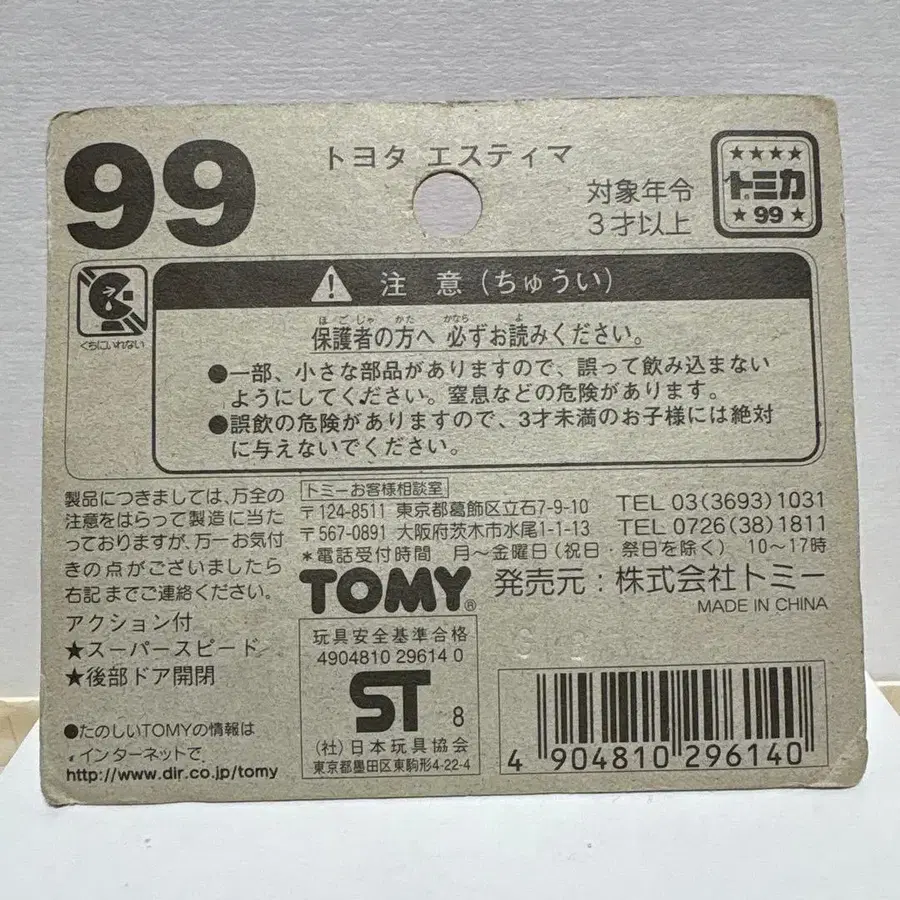 99
トヨタ エスティマ
対象年令
3才以上
★★★★
トミカ
★99★
くちにいれない
注意(ちゅうい)
ほごしゃ かた かなら よ
保護者の方へ 必ずお読みください。
●一部、小さな部品がありますので、誤って飲み込まない
ようにしてください。窒息などの危険があります。
●誤飲の危険がありますので、3才未満のお子様には絶対
に与えないでください。
製品につきましては、万全の
注意をはらって製造に当た
っておりますが、万一お気付
きの点がございましたら
右記までご連絡ください。
アクション付
★スーパースピード
★後部ドア開閉
●たのしいTOMYの情報は
インターネットで
http://www.dir.co.jp/tomy
トミーお客様相談室
〒124-8511 東京都葛飾区立石7-9-10 TEL 03(3693)1031
〒567-0891 大阪府茨木市水尾1-1-13 TEL 0726(38)1811
*電話受付時間 月~金曜日(祝日・祭日を除く) 10~17時
TOMY® 発売元:株式会社トミー
MADE IN CHINA
玩具安全基準合格
4904810 29614 0
ST 8
(社)日本玩具協会
東京都墨田区東駒形4-22-4
4 904810 296140